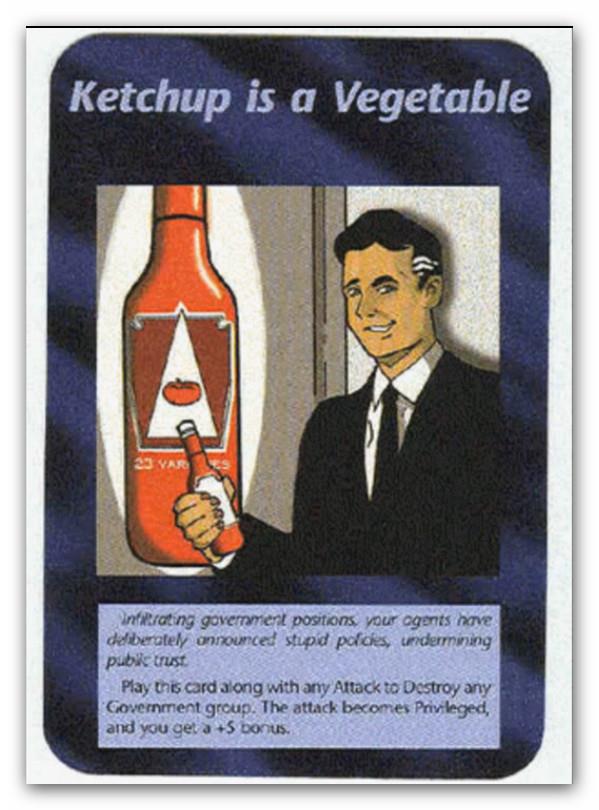 Ketchup is a Vegetable
23 VARI ES
Infiltrating government positions, your agents have
deliberately announced stupid policies, undermining
public trust.
Play this card along with any Attack to Destroy any
Government group. The attack becomes Privileged,
and you get a +5 bonus.